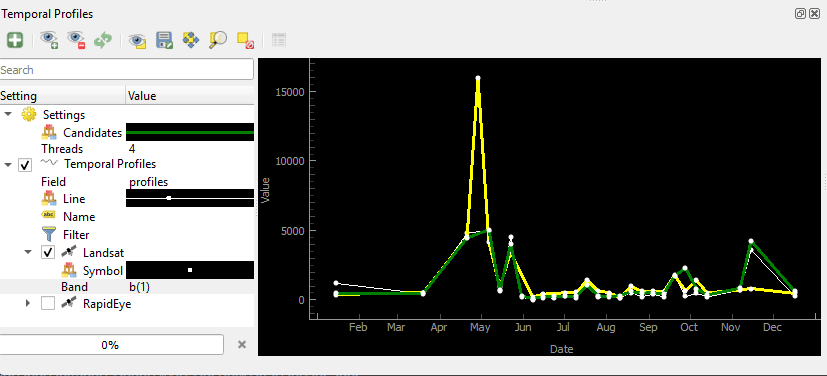 Temporal Profiles
Search
Setting Value
Settings
Candidates
Threads 4
Temporal Profiles
Field profiles
Line
abc Name
Filter
Landsat
Symbol
Band b(1)
RapidEye
0%
15000
10000
5000
0
Value
Feb Mar Apr May Jun Jul Aug Sep Oct Nov Dec
Date